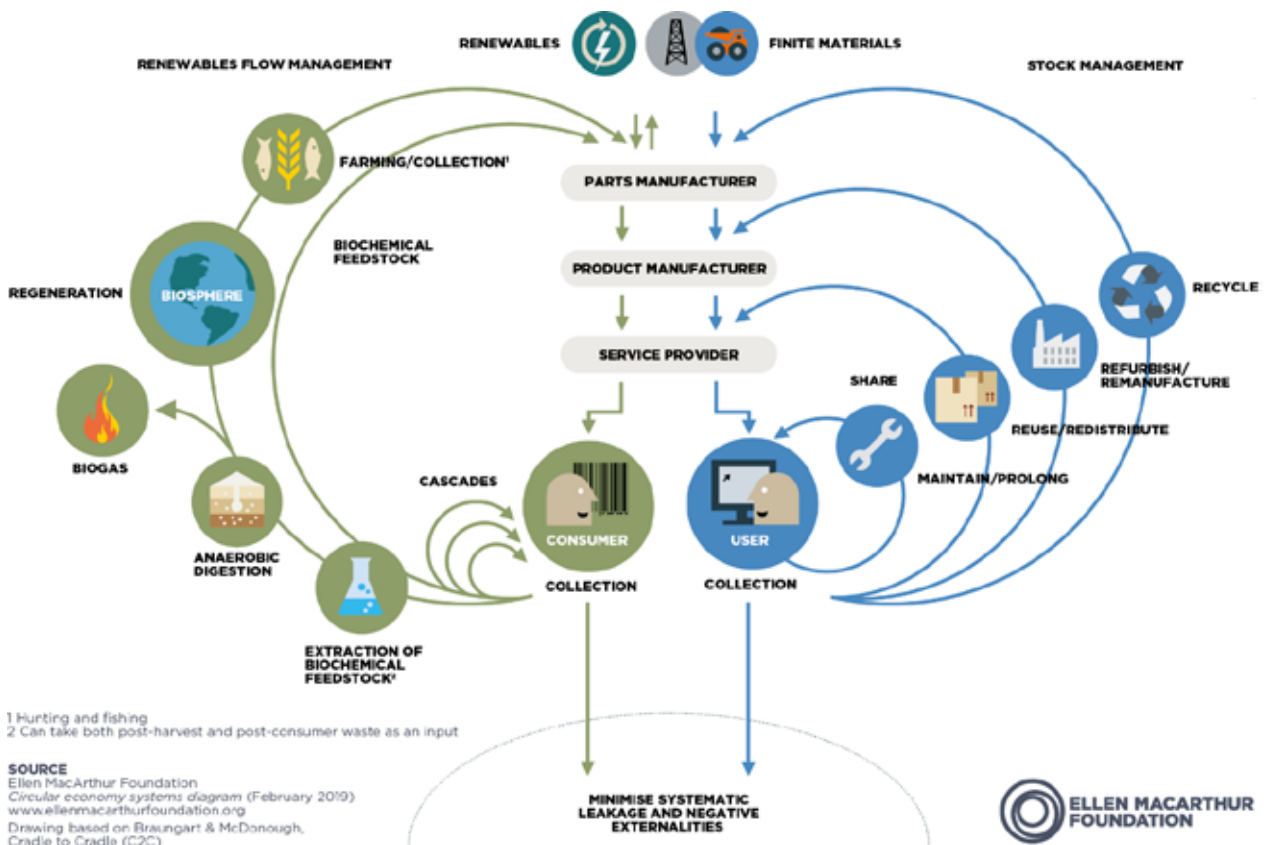 RENEWABLES
FINITE MATERIALS
RENEWABLES FLOW MANAGEMENT
STOCK MANAGEMENT
FARMING/COLLECTION¹
PARTS MANUFACTURER
BIOCHEMICAL
FEEDSTOCK
PRODUCT MANUFACTURER
REGENERATION
BIOSPHERE
RECYCLE
SERVICE PROVIDER
SHARE
REFURBISH/
REMANUFACTURE
REUSE/REDISTRIBUTE
BIOGAS
CASCADES
MAINTAIN/PROLONG
CONSUMER
USER
ANAEROBIC
DIGESTION
COLLECTION
COLLECTION
EXTRACTION OF
BIOCHEMICAL
FEEDSTOCK²
1 Hunting and fishing
2 Can take both post-harvest and post-consumer waste as an input
SOURCE
Ellen MacArthur Foundation
Circular economy systems diagram (February 2019)
www.ellenmacarthurfoundation.org
Drawing based on Braungart & McDonough,
Cradle to Cradle (C2C)
MINIMISE SYSTEMATIC
LEAKAGE AND NEGATIVE
EXTERNALITIES
ELLEN MACARTHUR
FOUNDATION